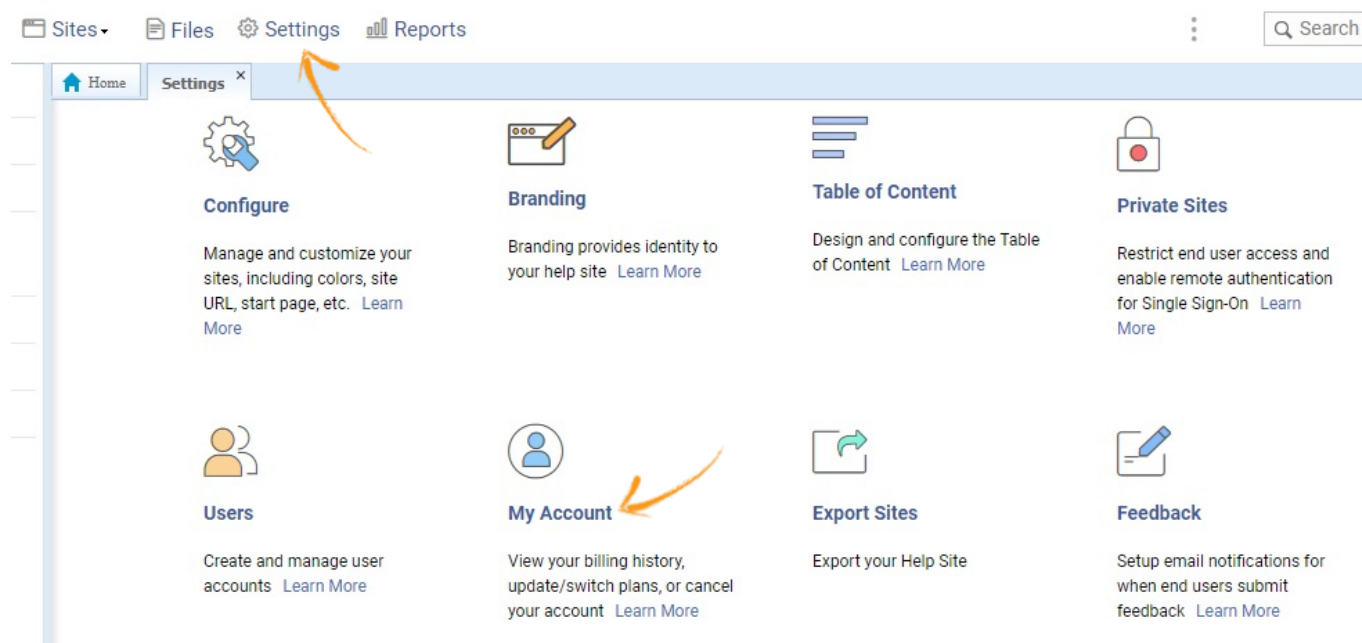 Sites
Files
Settings
Reports
Search
Home
Settings
Configure
Manage and customize your
sites, including colors, site
URL, start page, etc. Learn
More
Branding
Branding provides identity to
your help site Learn More
Table of Content
Design and configure the Table
of Content Learn More
Private Sites
Restrict end user access and
enable remote authentication
for Single Sign-On Learn
More
Users
Create and manage user
accounts Learn More
My Account
View your billing history,
update/switch plans, or cancel
your account Learn More
Export Sites
Export your Help Site
Feedback
Setup email notifications for
when end users submit
feedback Learn More